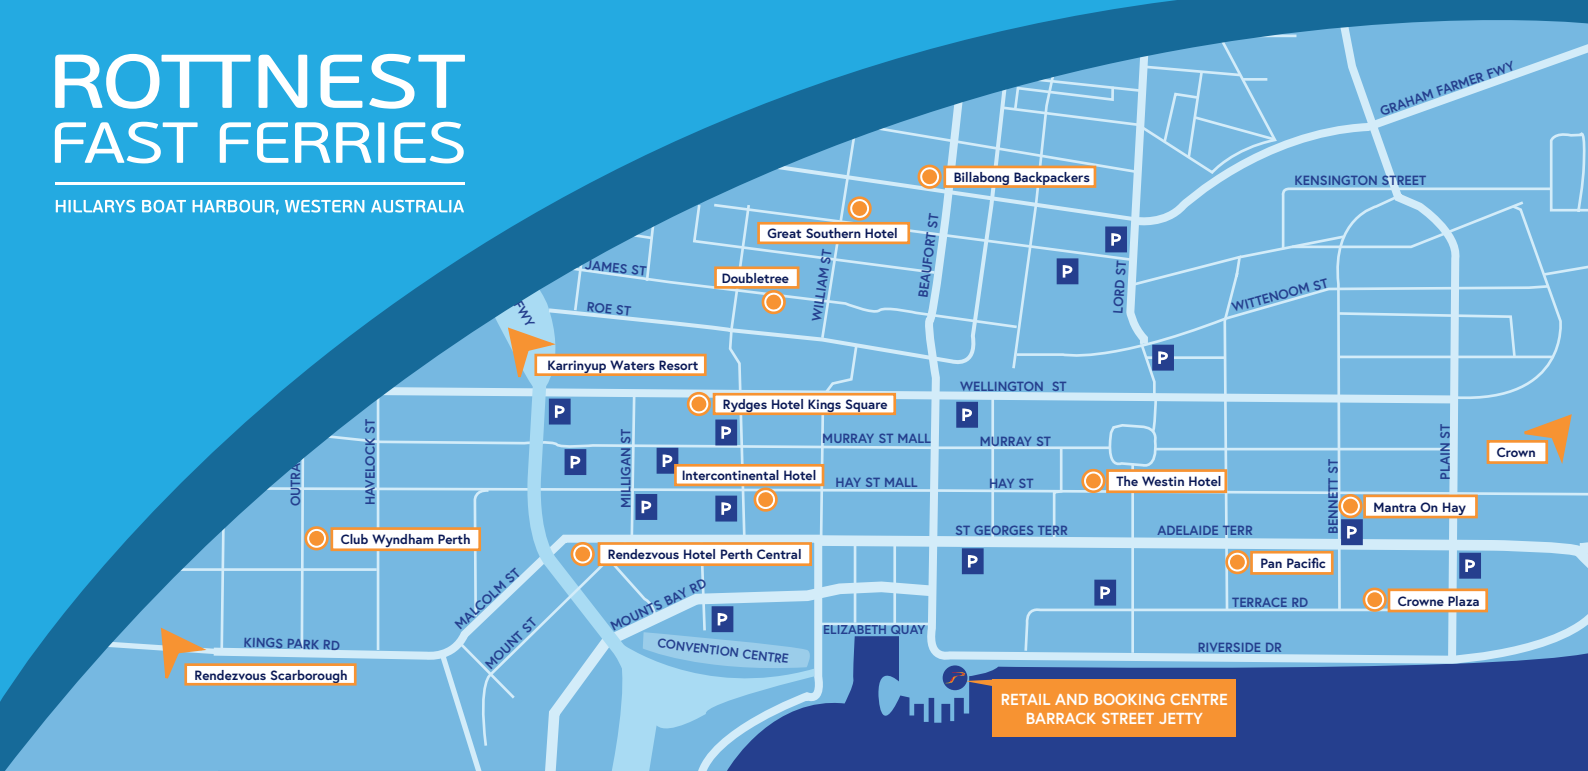 ROTTNEST
FAST FERRIES
HILLARYS BOAT HARBOUR, WESTERN AUSTRALIA
GRAHAM FARMER FWY
KENSINGTON STREET
Billabong Backpackers
Great Southern Hotel
BEAUFORT ST
WILLIAM ST
LORD ST
P
P
JAMES ST
Doubletree
ROE ST
WITTENOOM ST
FWY
Karrinyup Waters Resort
P
WELLINGTON ST
Rydges Hotel Kings Square
P
P
P
MURRAY ST MALL
MURRAY ST
HAVELOCK ST
MILLIGAN ST
PLAIN ST
Crown
P
P
Intercontinental Hotel
HAY ST MALL
HAY ST
The Westin Hotel
OUTRA
BENNETT ST
P
P
Mantra On Hay
P
Club Wyndham Perth
ST GEORGES TERR
ADELAIDE TERR
Rendezvous Hotel Perth Central
P
Pan Pacific
P
MALCOLM ST
MOUNTS BAY RD
P
TERRACE RD
Crowne Plaza
P
MOUNT ST
ELIZABETH QUAY
KINGS PARK RD
CONVENTION CENTRE
RIVERSIDE DR
Rendezvous Scarborough
RETAIL AND BOOKING CENTRE
BARRACK STREET JETTY